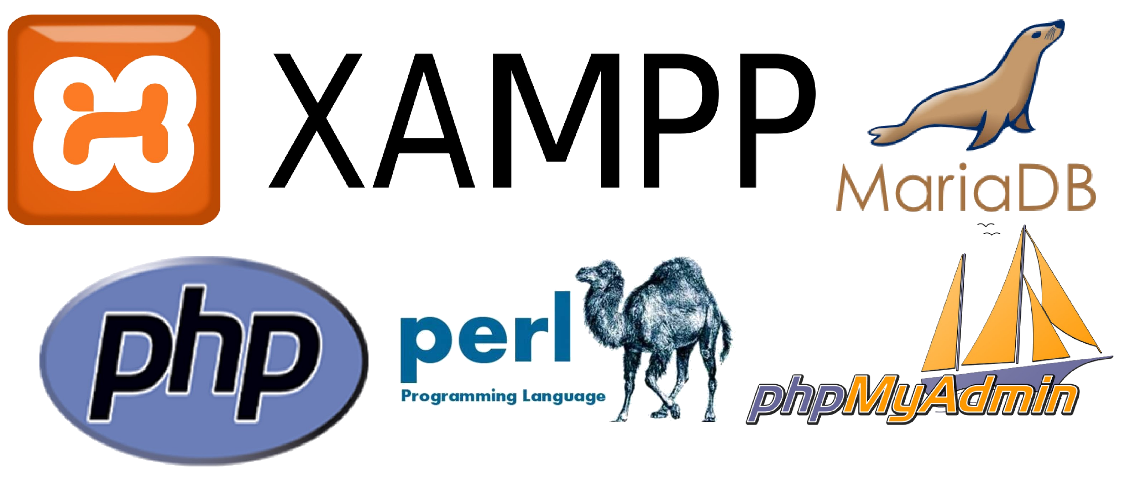 XAMPP
MariaDB
php
perl
Programming Language
phpMyAdmin